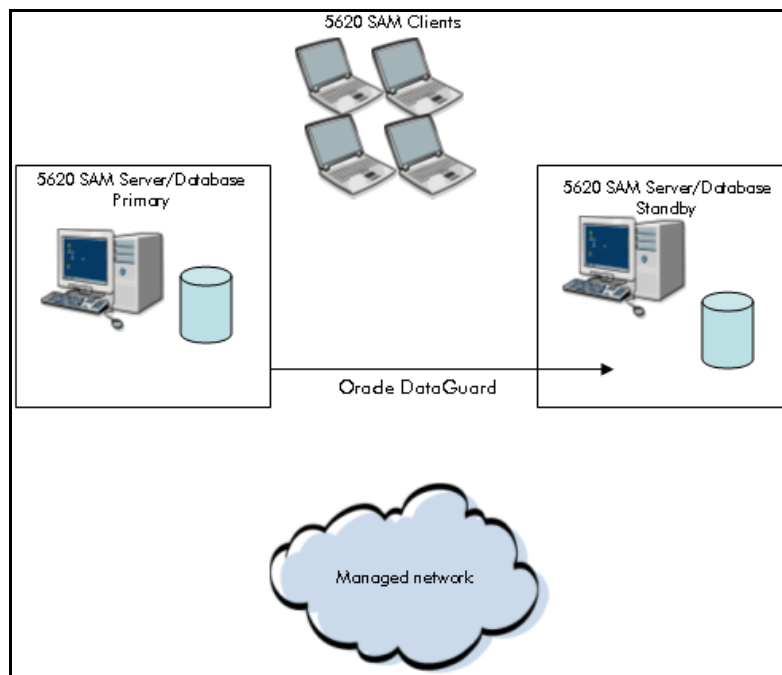 5620 SAM Clients
5620 SAM Server/Database
Primary
5620 SAM Server/Database
Standby
Oracle DataGuard
Managed network